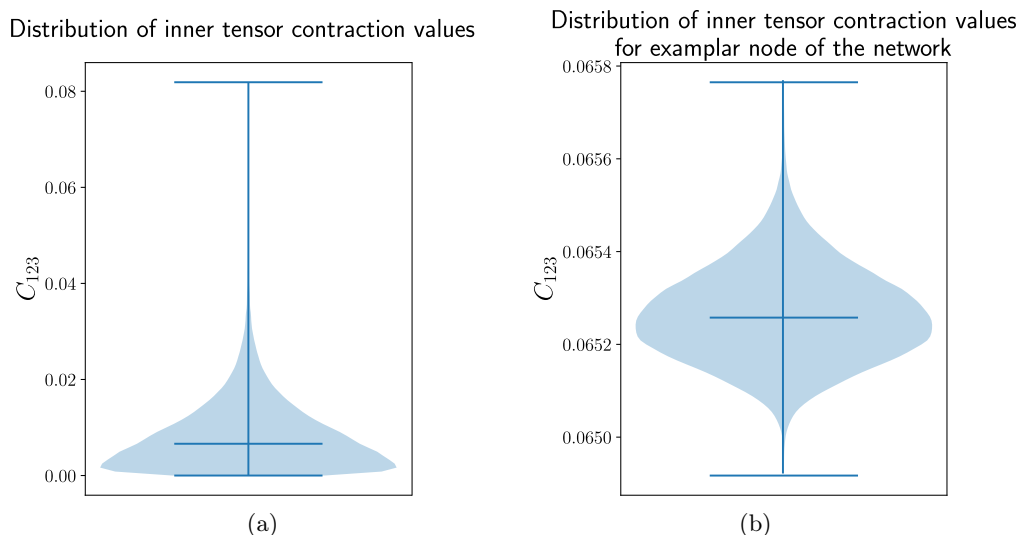 Distribution of inner tensor contraction values
0.08
0.06
0.04
0.02
0.00
C123
(a)
Distribution of inner tensor contraction values
for examplar node of the network
0.0658
0.0656
0.0654
0.0652
0.0650
C123
(b)